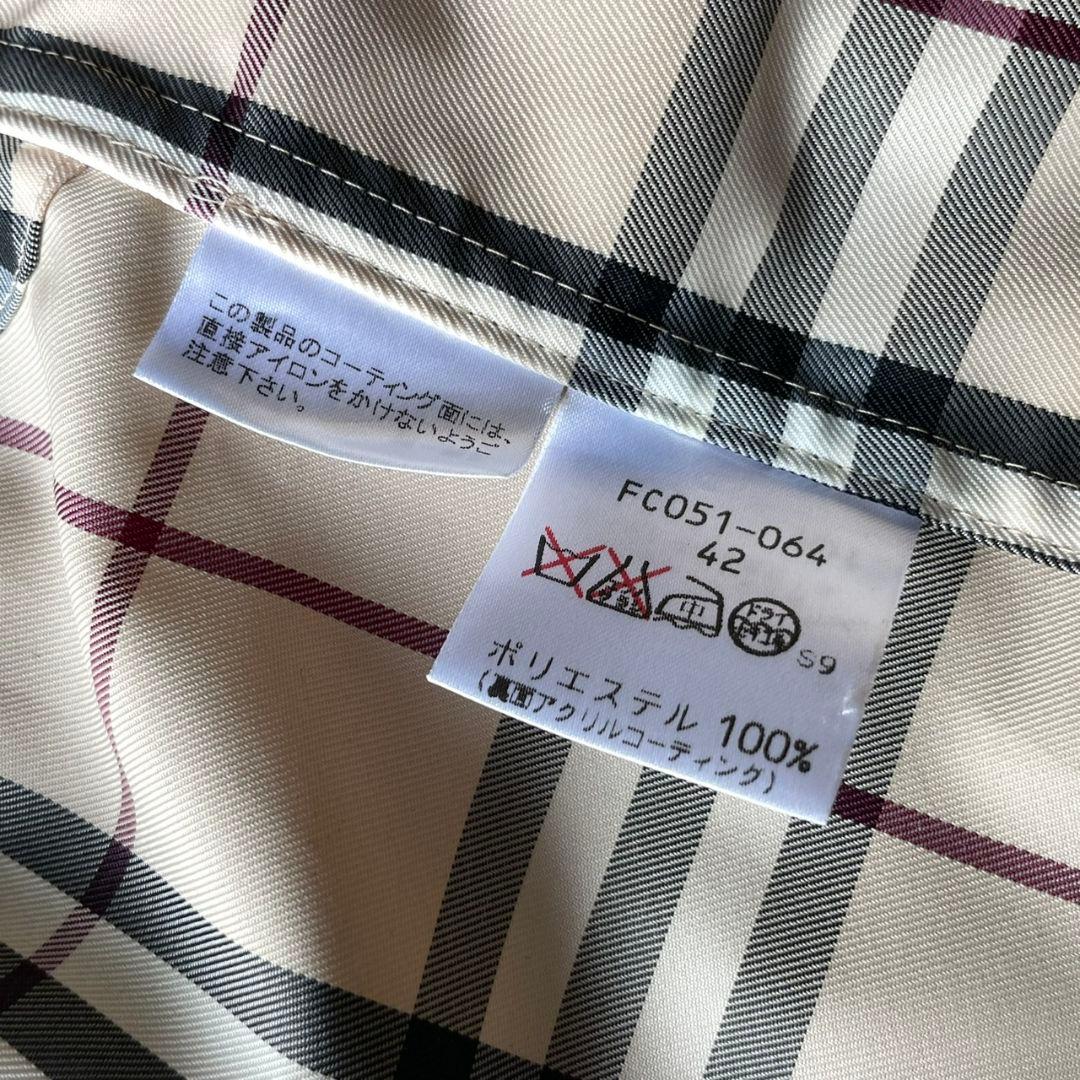 この製品のコーティング面には、
直接アイロンをかけないようご
注意下さい。
FC051-064
42
中
ドライ
S9
ポリエステル 100%
(裏面アクリルコーティング)